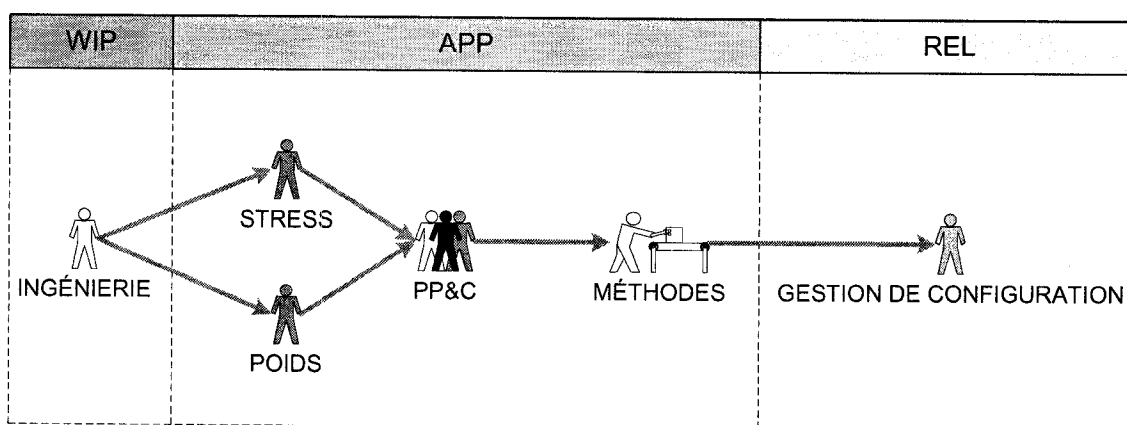 WIP
APP
REL
STRESS
INGÉNIERIE
PP&C
MÉTHODES
GESTION DE CONFIGURATION
POIDS